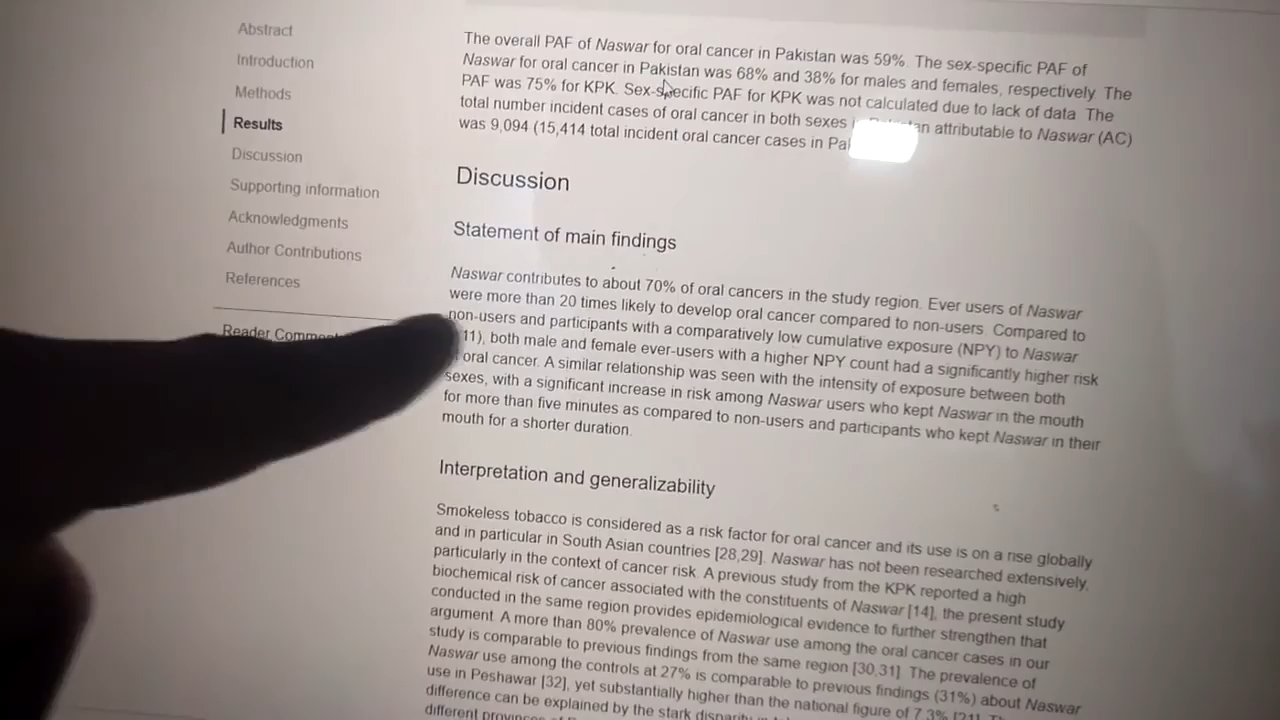 Abstract
Introduction
Methods
Results
Discussion
Supporting information
Acknowledgments
Author Contributions
References
Reader Comme
The overall PAF of Naswar for oral cancer in Pakistan was 59%. The sex-specific PAF of
Naswar for oral cancer in Pakistan was 68% and 38% for males and females, respectively. The
PAF was 75% for KPK. Sex-specific PAF for KPK was not calculated due to lack of data. The
total number incident cases of oral cancer in both sexes attributable to Naswar (AC)
was 9,094 (15,414 total incident oral cancer cases in Pa
Discussion
Statement of main findings
Naswar contributes to about 70% of oral cancers in the study region. Ever users of Naswar
were more than 20 times likely to develop oral cancer compared to non-users. Compared to
non-users and participants with a comparatively low cumulative exposure (NPY) to Naswar
11), both male and female ever-users with a higher NPY count had a significantly higher risk
oral cancer. A similar relationship was seen with the intensity of exposure between both
sexes, with a significant increase in risk among Naswar users who kept Naswar in the mouth
for more than five minutes as compared to non-users and participants who kept Naswar in their
mouth for a shorter duration.
Interpretation and generalizability
Smokeless tobacco is considered as a risk factor for oral cancer and its use is on a rise globally
and in particular in South Asian countries [28,29]. Naswar has not been researched extensively,
particularly in the context of cancer risk. A previous study from the KPK reported a high
biochemical risk of cancer associated with the constituents of Naswar [14], the present study
conducted in the same region provides epidemiological evidence to further strengthen that
argument. A more than 80% prevalence of Naswar use among the oral cancer cases in our
study is comparable to previous findings from the same region [30,31]. The prevalence of
Naswar use among the controls at 27% is comparable to previous findings (31%) about Naswar
use in Peshawar [32], yet substantially higher than the national figure of 7.3% [21].
difference can be explained by the stark disparity
different